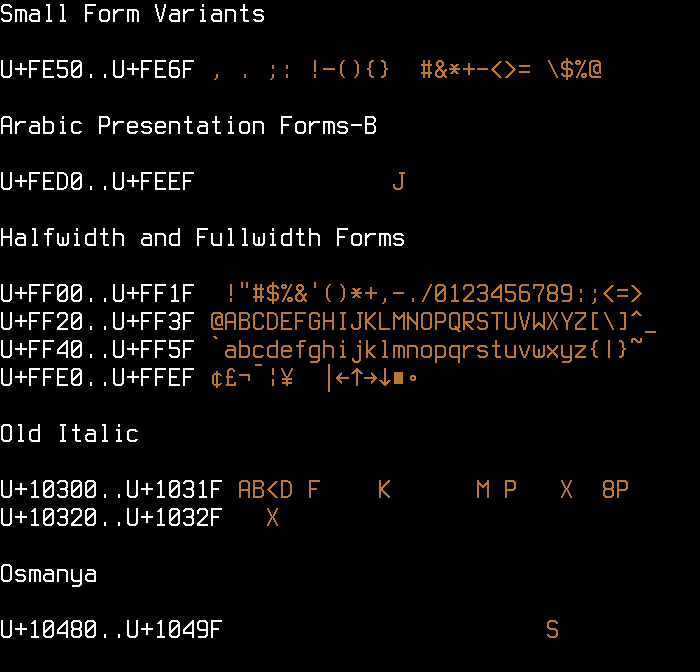 Small Form Variants
U+FE50..U+FE6F , . ;: !–(){} #&*+-<>= \$%@
Arabic Presentation Forms-B
U+FED0..U+FEEF J
Halfwidth and Fullwidth Forms
U+FF00..U+FF1F !"#$%&'()*+,-./0123456789:;<=>
U+FF20..U+FF3F @ABCDEFGHIJKLMNOPQRSTUVWXYZ[\]^_
U+FF40..U+FF5F `abcdefghijklmnopqrstuvwxyz{|}~
U+FFE0..U+FFEF ¢£¬¯¦¥ │←↑→↓■∘
Old Italic
U+10300..U+1031F AB<D F K M P X 8P
U+10320..U+1032F X
Osmanya
U+10480..U+1049F S